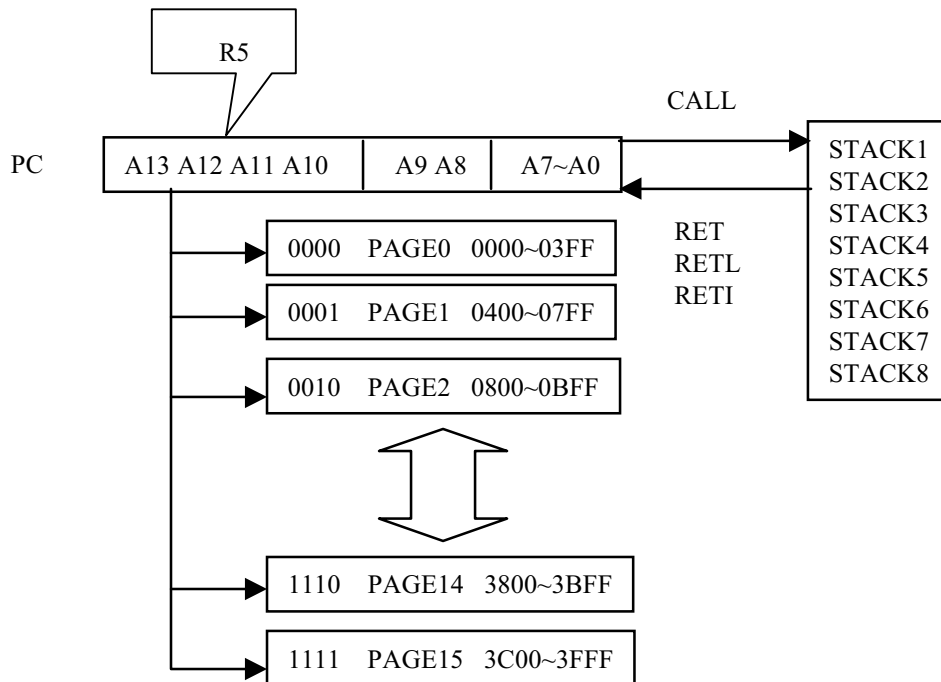 R5
CALL
PC
A13 A12 A11 A10
A9 A8
A7~A0
STACK1
STACK2
STACK3
STACK4
STACK5
STACK6
STACK7
STACK8
RET
RETL
RETI
0000 PAGE0 0000~03FF
0001 PAGE1 0400~07FF
0010 PAGE2 0800~0BFF
1110 PAGE14 3800~3BFF
1111 PAGE15 3C00~3FFF